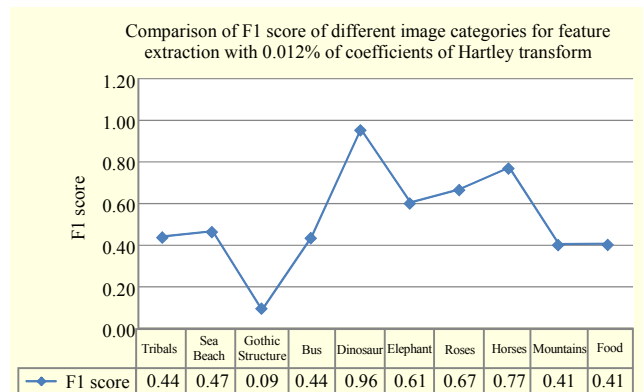 Comparison of F1 score of different image categories for feature
extraction with 0.012% of coefficients of Hartley transform
1.20
1.00
0.80
0.60
0.40
0.20
0.00
F1 score
Tribals Sea Beach Gothic Structure Bus Dinosaur Elephant Roses Horses Mountains Food
F1 score 0.44 0.47 0.09 0.44 0.96 0.61 0.67 0.77 0.41 0.41